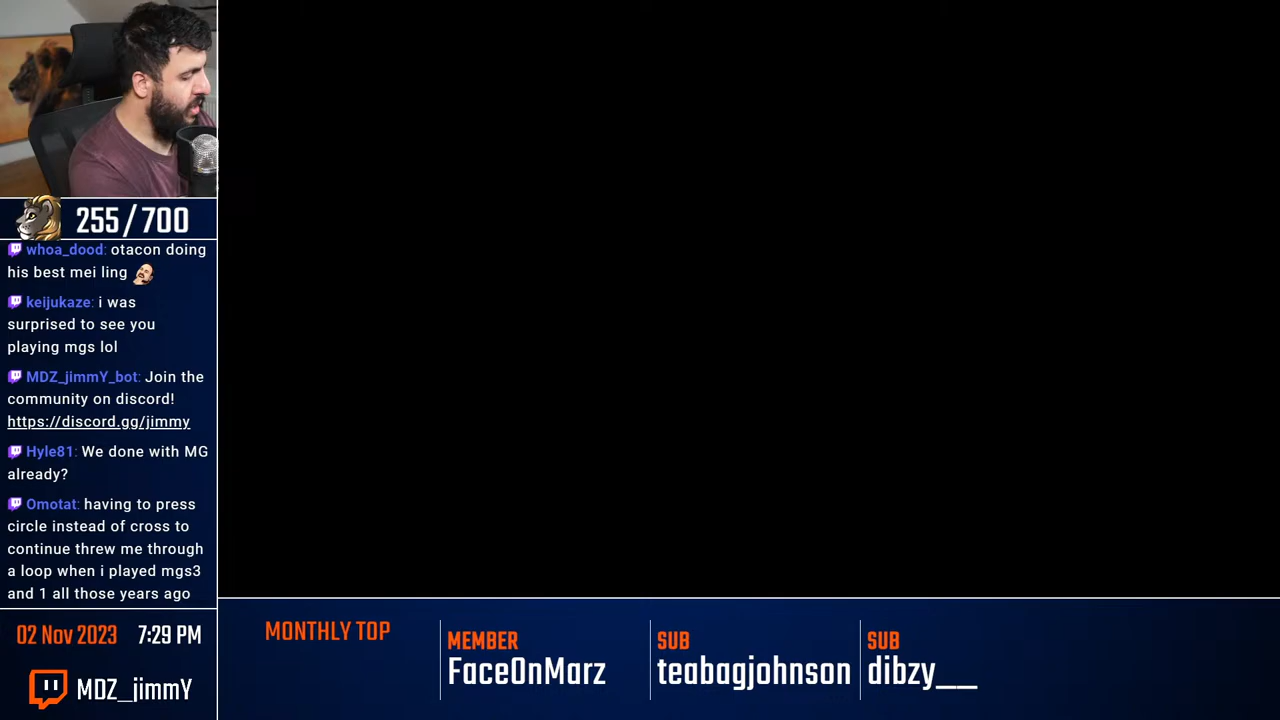 255/700
whoa_dood: otacon doing
his best mei ling
keijukaze: i was
surprised to see you
playing mgs lol
MDZ_jimmY_bot: Join the
community on discord!
https://discord.gg/jimmy
Hyle81: We done with MG
already?
Omotat: having to press
circle instead of cross to
continue threw me through
a loop when i played mgs3
and 1 all those years ago
02 Nov 2023 7:29 PM
MDZ_jimmY
MONTHLY TOP
MEMBER
FaceOnMarz
SUB
teabagjohnson
SUB
dibzy__